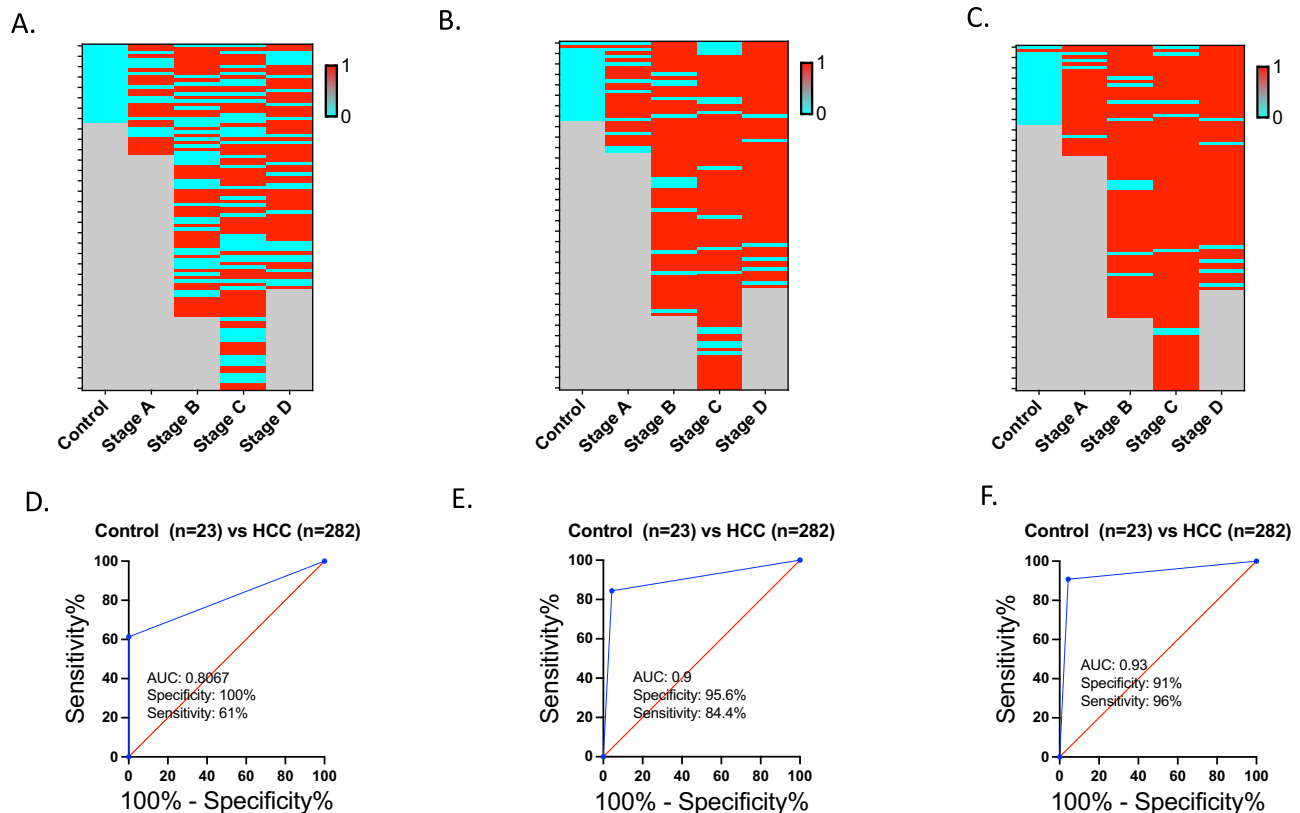 A.
B.
C.
1
0
1
0
1
0
Control
Stage A
Stage B
Stage C
Stage D
Control
Stage A
Stage B
Stage C
Stage D
Control
Stage A
Stage B
Stage C
Stage D
D.
E.
F.
Control (n=23) vs HCC (n=282)
100
80
60
40
20
0
Sensitivity%
AUC: 0.8067
Specificity: 100%
Sensitivity: 61%
0 20 40 60 80 100
100% - Specificity%
Control (n=23) vs HCC (n=282)
100
80
60
40
20
0
Sensitivity%
AUC: 0.9
Specificity: 95.6%
Sensitivity: 84.4%
0 20 40 60 80 100
100% - Specificity%
Control (n=23) vs HCC (n=282)
100
80
60
40
20
0
Sensitivity%
AUC: 0.93
Specificity: 91%
Sensitivity: 96%
0 20 40 60 80 100
100% - Specificity%